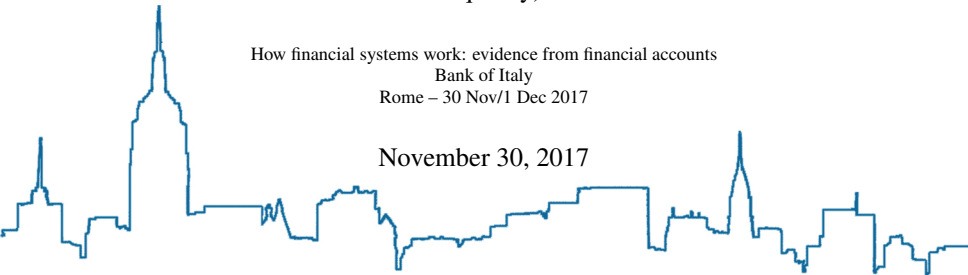 How financial systems work: evidence from financial accounts
Bank of Italy
Rome – 30 Nov/1 Dec 2017
November 30, 2017